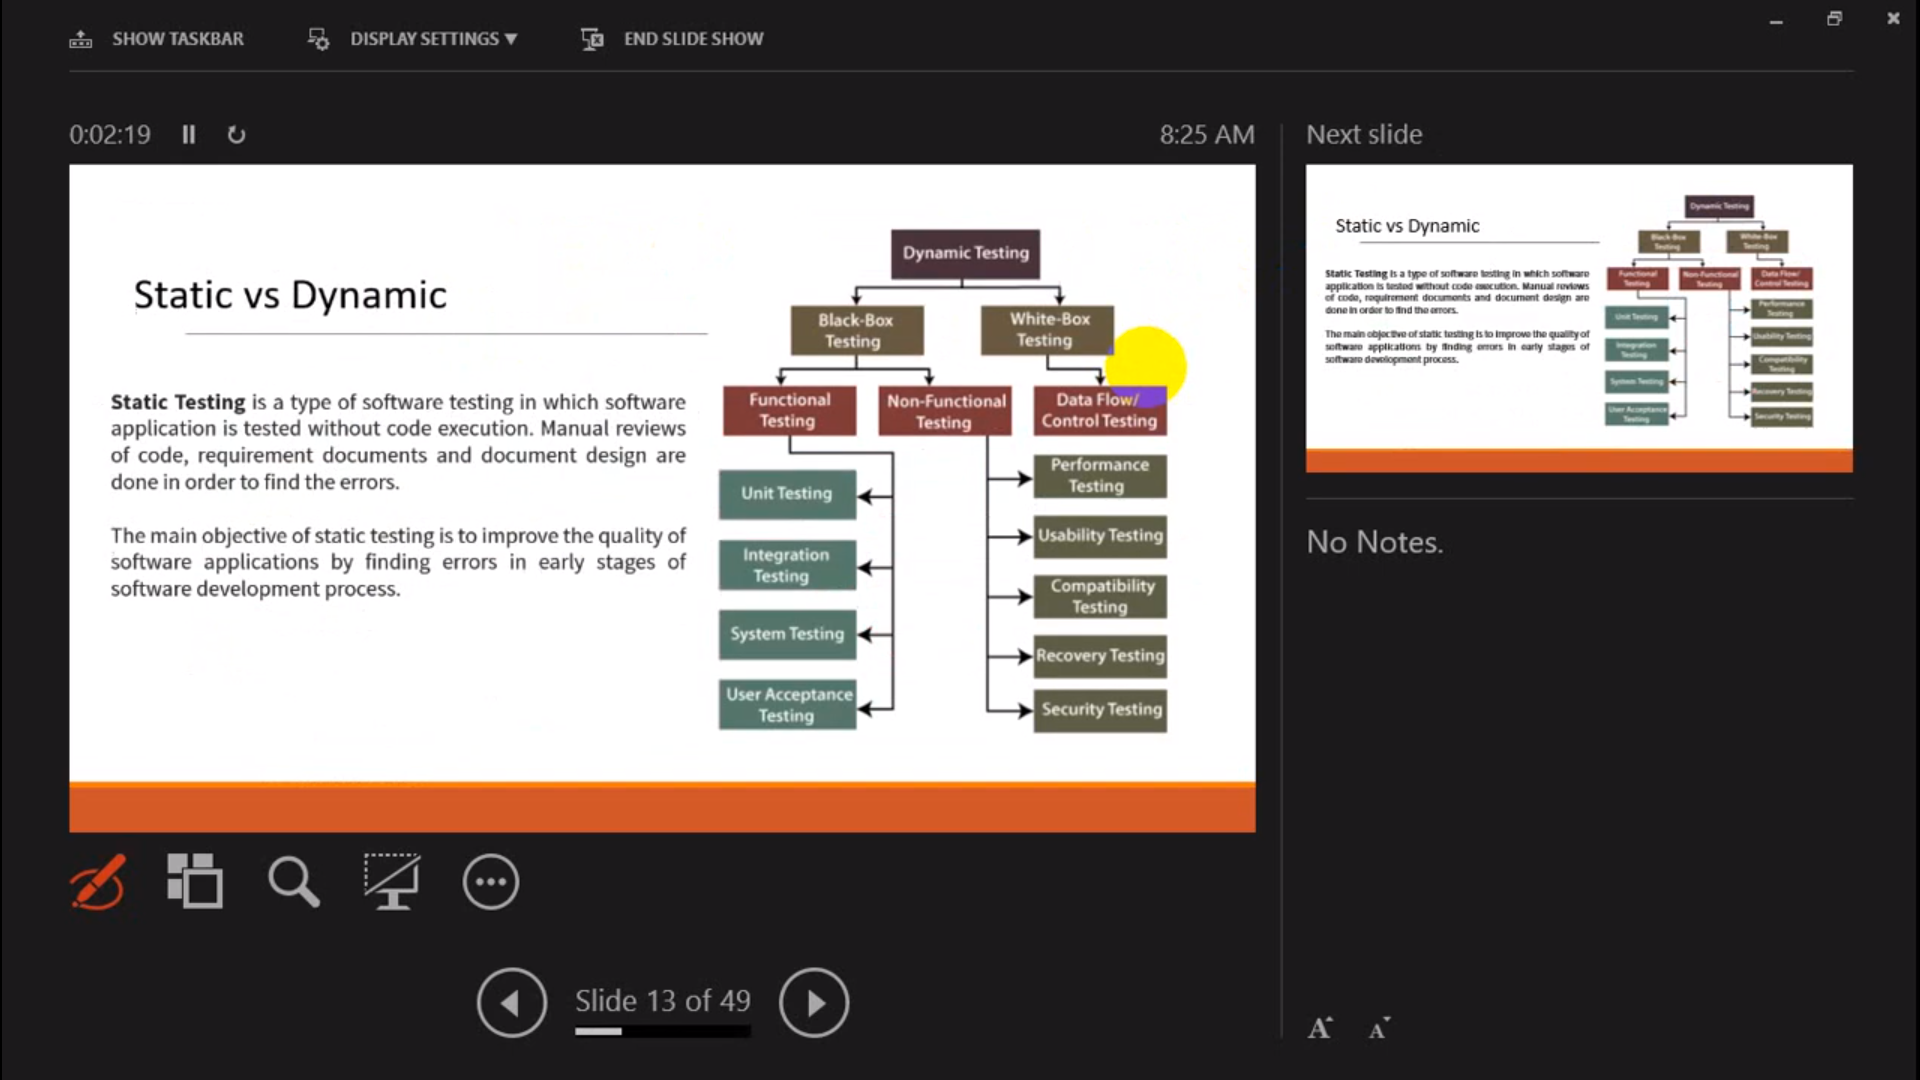 SHOW TASKBAR
DISPLAY SETTINGS ▼
END SLIDE SHOW
0:02:19
8:25 AM
Static vs Dynamic
Static Testing is a type of software testing in which software
application is tested without code execution. Manual reviews
of code, requirement documents and document design are
done in order to find the errors.
The main objective of static testing is to improve the quality of
software applications by finding errors in early stages of
software development process.
Dynamic Testing
Black-Box
Testing
White-Box
Testing
Functional
Testing
Non-Functional
Testing
Data Flow/
Control Testing
Unit Testing
Integration
Testing
System Testing
User Acceptance
Testing
Performance
Testing
Usability Testing
Compatibility
Testing
Recovery Testing
Security Testing
Next slide
Static vs Dynamic
Static Testing is a type of software testing in which software
application is tested without code execution. Manual reviews
of code, requirement documents and document design are
done in order to find the errors.
The main objective of static testing is to improve the quality of
software applications by finding errors in early stages of
software development process.
Dynamic Testing
Black-Box
Testing
White-Box
Testing
Functional
Testing
Non-Functional
Testing
Data Flow/
Control Testing
Unit Testing
Integration
Testing
System Testing
User Acceptance
Testing
Performance
Testing
Usability Testing
Compatibility
Testing
Recovery Testing
Security Testing
No Notes.
Slide 13 of 49
A A